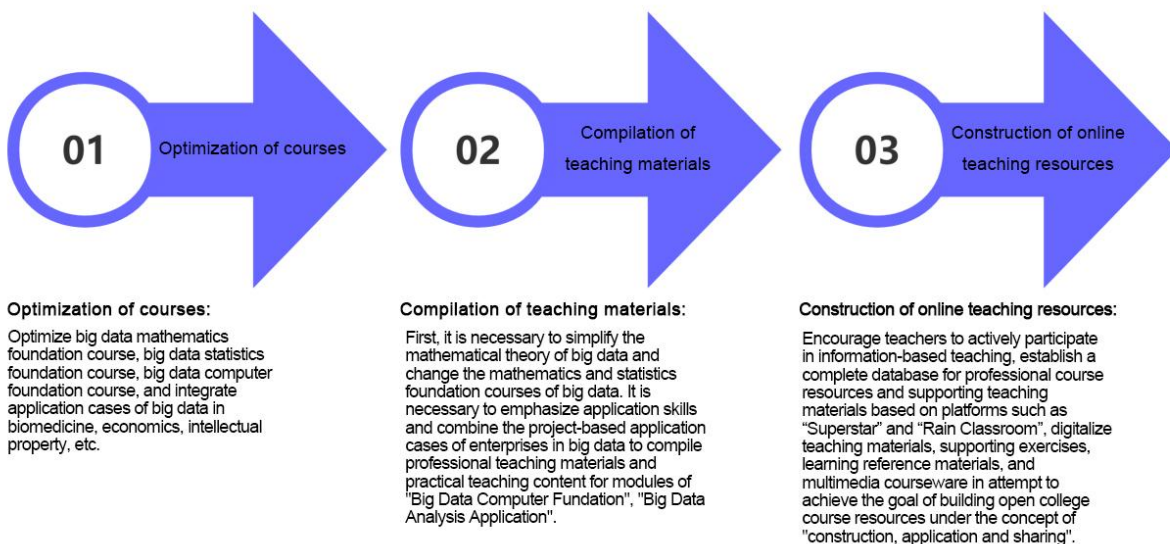 01
Optimization of courses
02
Compilation of
teaching materials
03
Construction of online
teaching resources
Optimization of courses:
Optimize big data mathematics
foundation course, big data statistics
foundation course, big data computer
foundation course, and integrate
application cases of big data in
biomedicine, economics, intellectual
property, etc.
Compilation of teaching materials:
First, it is necessary to simplify the
mathematical theory of big data and
change the mathematics and statistics
foundation courses of big data. It is
necessary to emphasize application skills
and combine the project-based application
cases of enterprises in big data to compile
professional teaching materials and
practical teaching content for modules of
"Big Data Computer Fundation", "Big Data
Analysis Application".
Construction of online teaching resources:
Encourage teachers to actively participate
in information-based teaching, establish a
complete database for professional course
resources and supporting teaching
materials based on platforms such as
“Superstar” and “Rain Classroom”, digitalize
teaching materials, supporting exercises,
learning reference materials, and
multimedia courseware in attempt to
achieve the goal of building open college
course resources under the concept of
"construction, application and sharing".